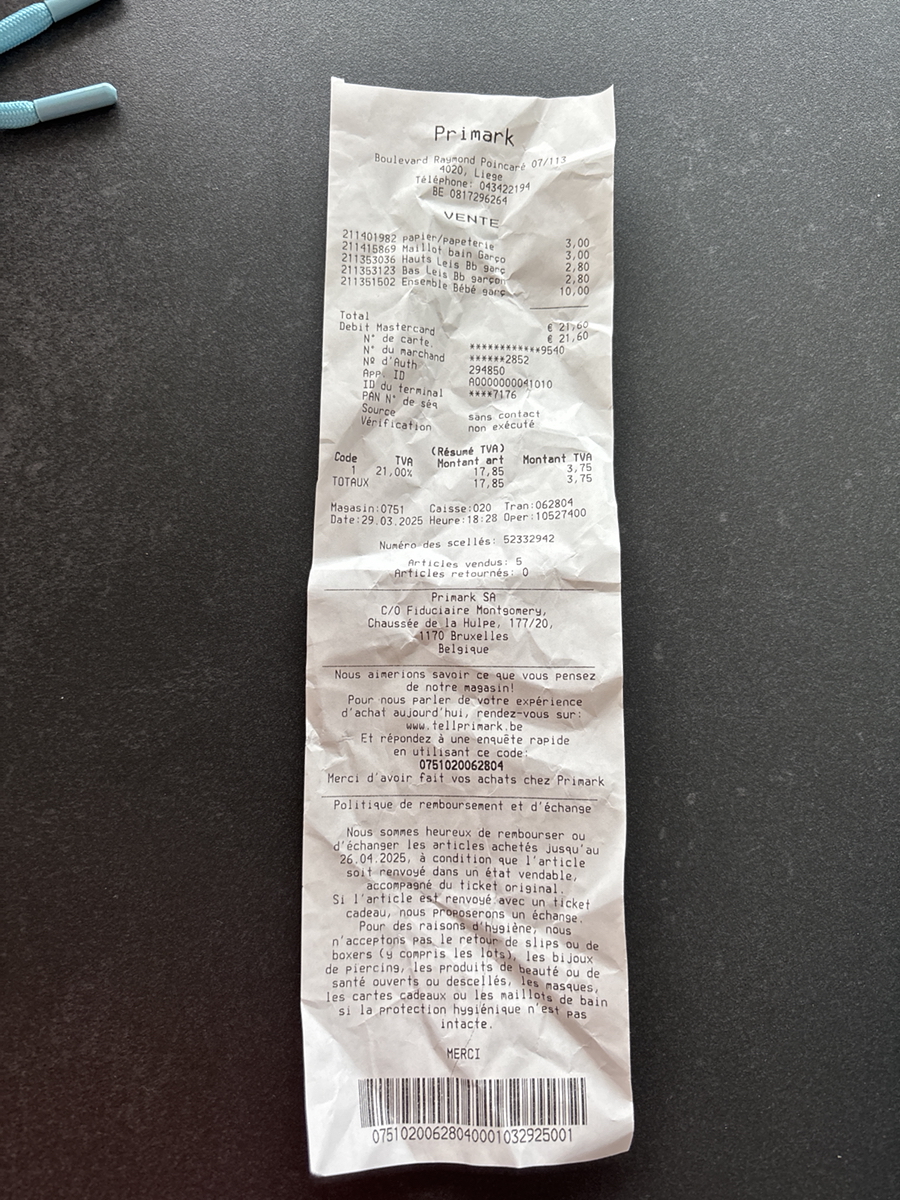 Primark
Boulevard Raymond Poincaré 07/113
4020, Liege
Téléphone: 043422194
BE 0817296264
VENTE
211401982 papier/papeterie 3,00
211415869 Maillot bain Garço 3,00
211353036 Hauts Leis Bb garç 2,80
211353123 Bas Leis Bb garçon 2,80
211351502 Ensemble Bébé garç 10,00
Total € 21,60
Debit Mastercard € 21,60
N° de carte. ************9540
N° du marchand ******2852
Nº d'Auth 294850
App. ID A0000000041010
ID du terminal ****7176
PAN N° de séq
Source sans contact
Vérification non exécuté
(Résumé TVA)
Code TVA Montant art Montant TVA
1 21,00% 17,85 3,75
TOTAUX 17,85 3,75
Magasin:0751 Caisse:020 Tran:062804
Date:29.03.2025 Heure:18:28 Oper:10527400
Numéro des scellés: 52332942
Articles vendus: 5
Articles retournés: 0
Primark SA
C/O Fiduciaire Montgomery,
Chaussée de la Hulpe, 177/20,
1170 Bruxelles
Belgique
Nous aimerions savoir ce que vous pensez
de notre magasin!
Pour nous parler de votre expérience
d'achat aujourd'hui, rendez-vous sur:
www.tellprimark.be
Et répondez à une enquête rapide
en utilisant ce code:
0751020062804
Merci d'avoir fait vos achats chez Primark
Politique de remboursement et d'échange
Nous sommes heureux de rembourser ou
d'échanger les articles achetés jusqu'au
26.04.2025, à condition que l'article
soit renvoyé dans un état vendable,
accompagné du ticket original.
Si l'article est renvoyé avec un ticket
cadeau, nous proposerons un échange.
Pour des raisons d'hygiène, nous
n'acceptons pas le retour de slips ou de
boxers (y compris les lots), les bijoux
de piercing, les produits de beauté ou de
santé ouverts ou descellés, les masques,
les cartes cadeaux ou les maillots de bain
si la protection hygiénique n'est pas
intacte.
MERCI
07510200628040001032925001